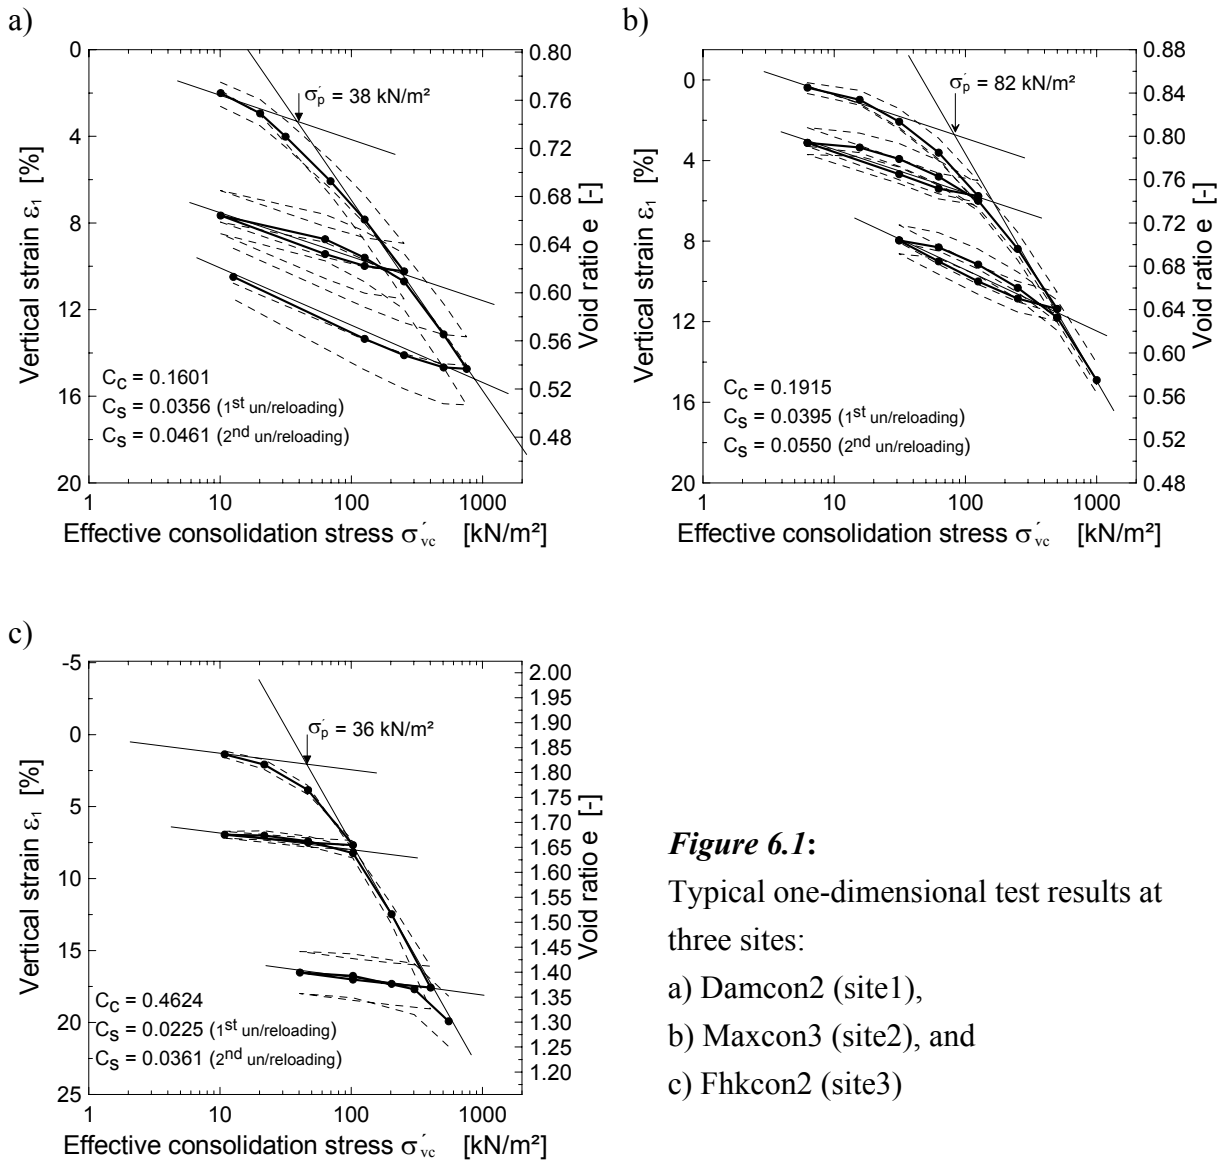 a)
0
4
8
12
16
20
Vertical strain ε₁ [%]
0.80
0.76
0.72
0.68
0.64
0.60
0.56
0.52
0.48
Void ratio e [-]
σ′p = 38 kN/m²
Cc = 0.1601
Cs = 0.0356 (1st un/reloading)
Cs = 0.0461 (2nd un/reloading)
1 10 100 1000
Effective consolidation stress σ′vc [kN/m²]
b)
0
4
8
12
16
20
Vertical strain ε₁ [%]
0.88
0.84
0.80
0.76
0.72
0.68
0.64
0.60
0.56
0.52
0.48
Void ratio e [-]
σ′p = 82 kN/m²
Cc = 0.1915
Cs = 0.0395 (1st un/reloading)
Cs = 0.0550 (2nd un/reloading)
1 10 100 1000
Effective consolidation stress σ′vc [kN/m²]
c)
-5
0
5
10
15
20
25
Vertical strain ε₁ [%]
2.00
1.95
1.90
1.85
1.80
1.75
1.70
1.65
1.60
1.55
1.50
1.45
1.40
1.35
1.30
1.25
1.20
Void ratio e [-]
σ′p = 36 kN/m²
Cc = 0.4624
Cs = 0.0225 (1st un/reloading)
Cs = 0.0361 (2nd un/reloading)
1 10 100 1000
Effective consolidation stress σ′vc [kN/m²]
Figure 6.1:
Typical one-dimensional test results at
three sites:
a) Damcon2 (site1),
b) Maxcon3 (site2), and
c) Fhkcon2 (site3)